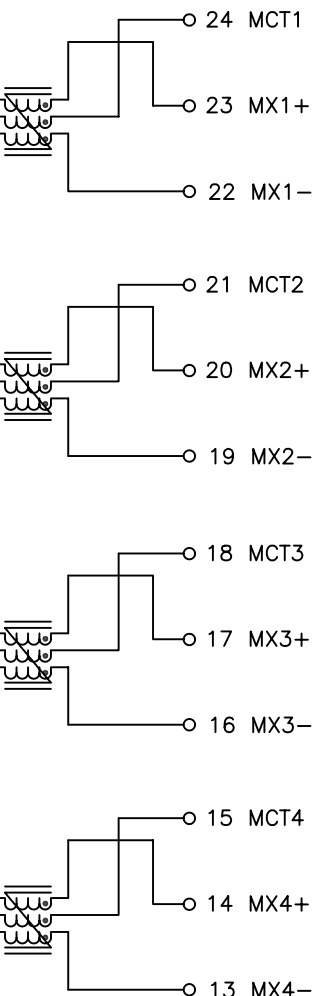 24 MCT1
23 MX1+
22 MX1−
21 MCT2
20 MX2+
19 MX2−
18 MCT3
17 MX3+
16 MX3−
15 MCT4
14 MX4+
13 MX4−